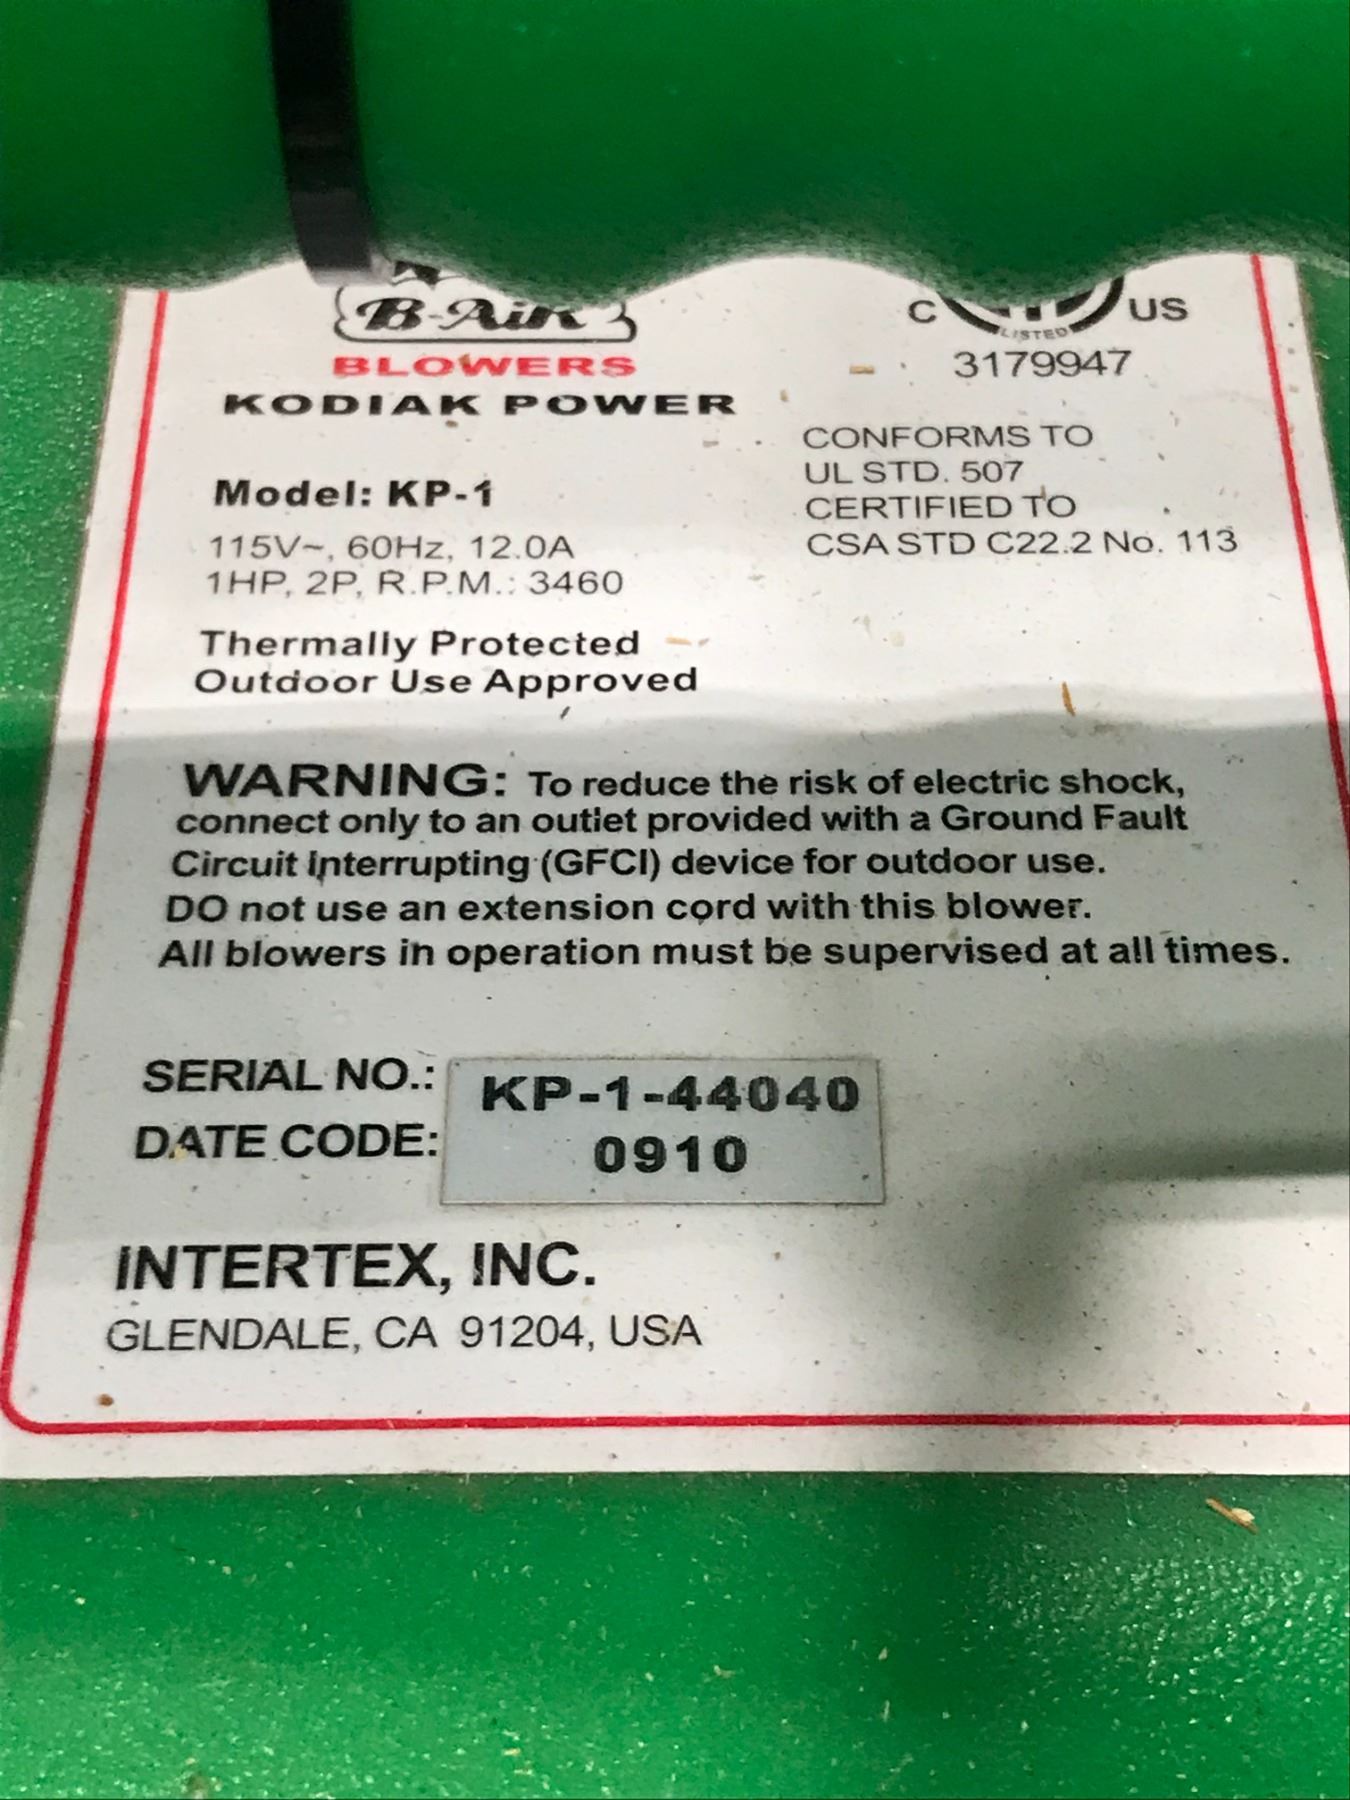 B-Air
BLOWERS
KODIAK POWER
Model: KP-1
115V~, 60Hz, 12.0A
1HP, 2P, R.P.M.: 3460
Thermally Protected
Outdoor Use Approved
C US
LISTED
3179947
CONFORMS TO
UL STD. 507
CERTIFIED TO
CSA STD C22.2 No. 113
WARNING: To reduce the risk of electric shock,
connect only to an outlet provided with a Ground Fault
Circuit Interrupting (GFCI) device for outdoor use.
DO not use an extension cord with this blower.
All blowers in operation must be supervised at all times.
SERIAL NO.: KP-1-44040
DATE CODE: 0910
INTERTEX, INC.
GLENDALE, CA 91204, USA